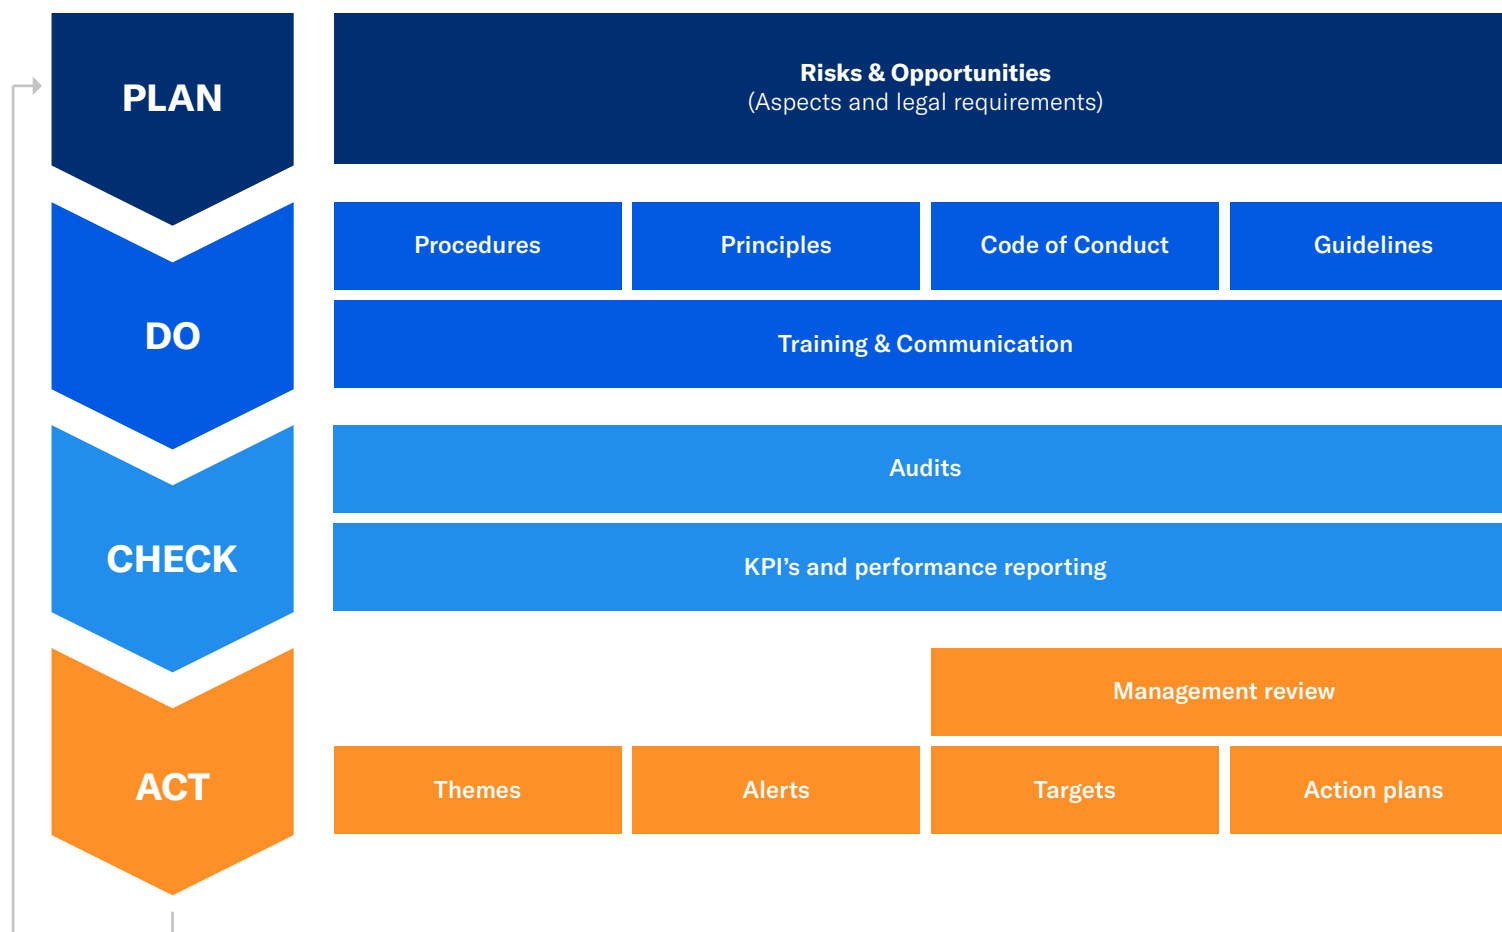 PLAN
Risks & Opportunities
(Aspects and legal requirements)
DO
Procedures
Principles
Code of Conduct
Guidelines
Training & Communication
CHECK
Audits
KPI’s and performance reporting
ACT
Management review
Themes
Alerts
Targets
Action plans